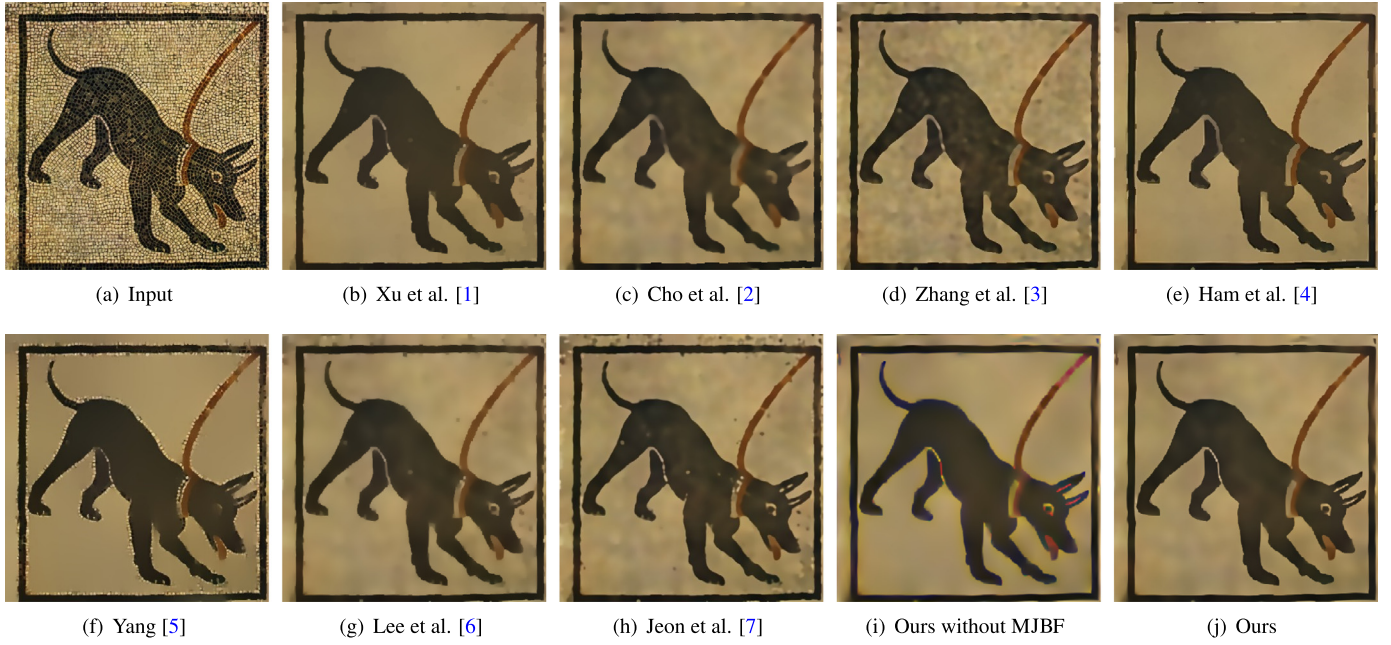 (a) Input
(b) Xu et al. [1]
(c) Cho et al. [2]
(d) Zhang et al. [3]
(e) Ham et al. [4]
(f) Yang [5]
(g) Lee et al. [6]
(h) Jeon et al. [7]
(i) Ours without MJBF
(j) Ours